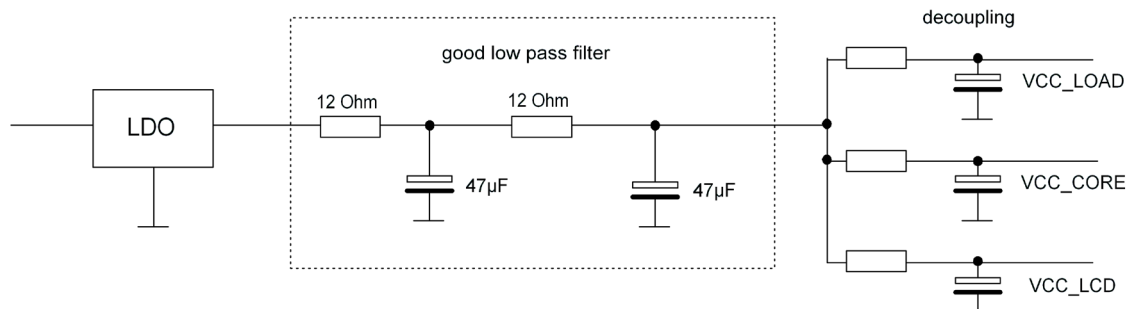 decoupling
good low pass filter
12 Ohm
12 Ohm
LDO
47µF
47µF
VCC_LOAD
VCC_CORE
VCC_LCD